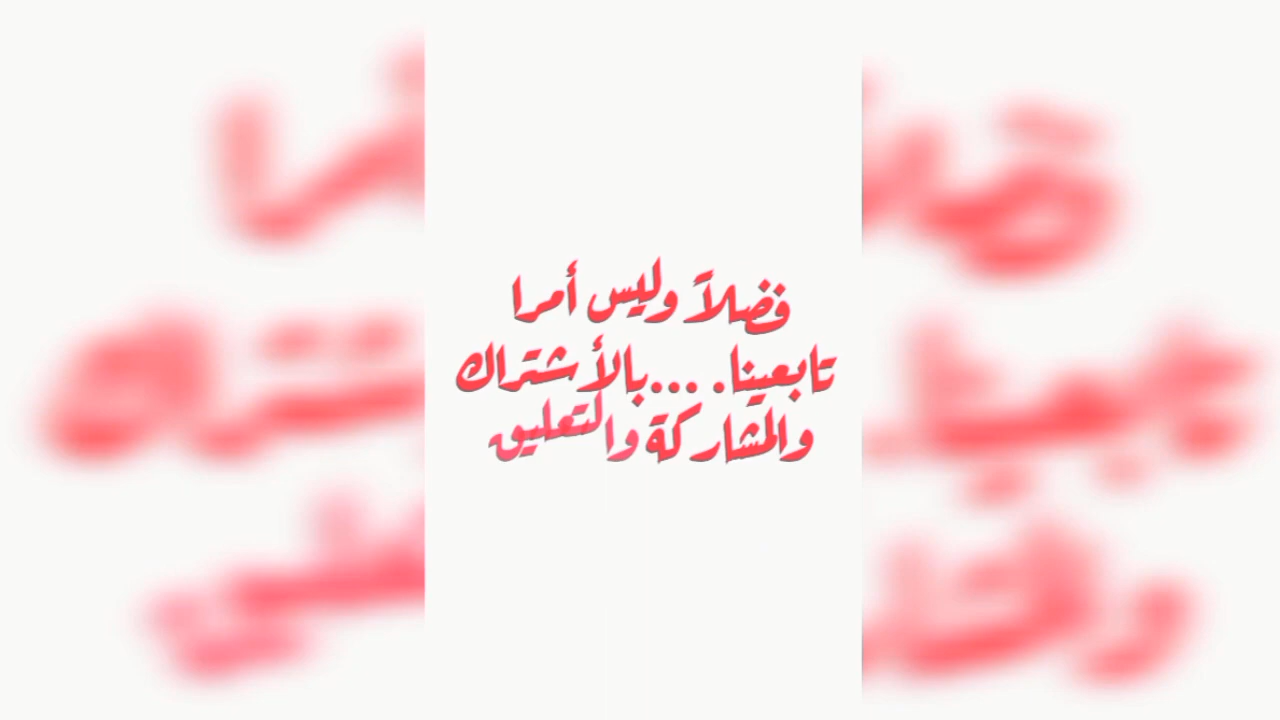 فضلاً وليس أمرا
تابعينا. ...بالأشتراك
والمشاركة والتعليق